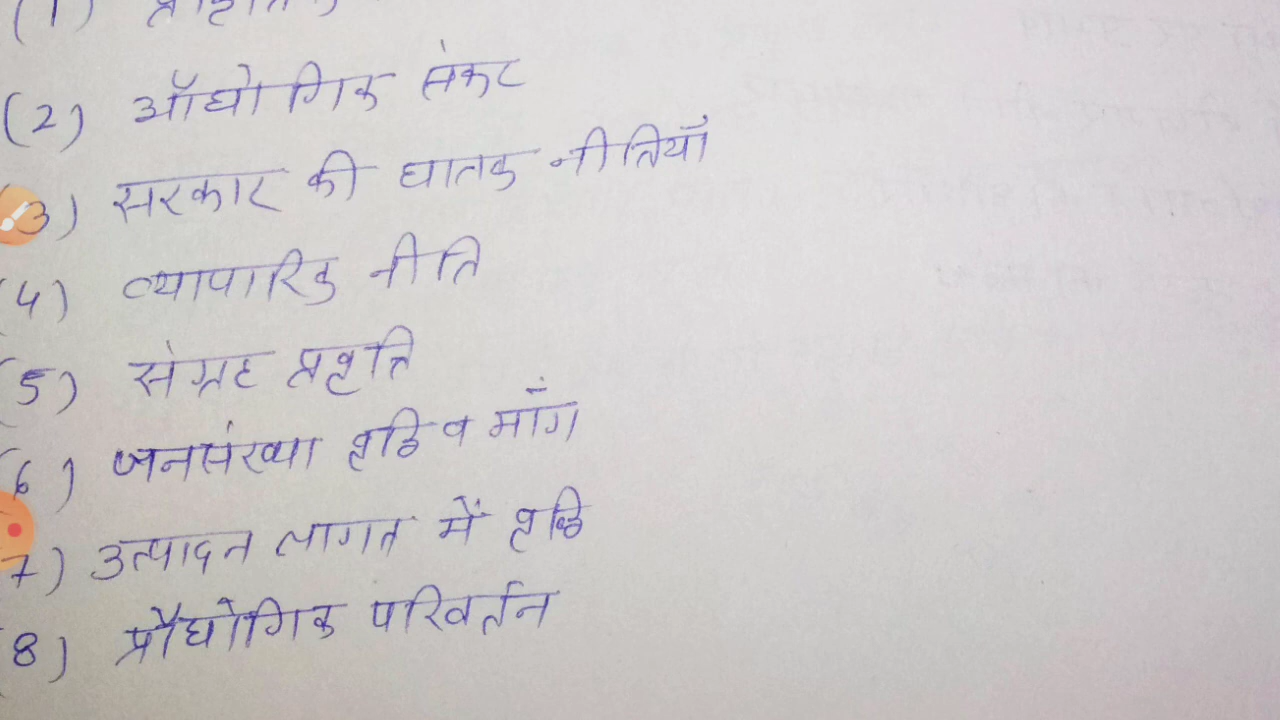 (1)
(2) औद्योगिक संकट
3) सरकार की घातक नीतियाँ
(4) व्यापारिक नीति
(5) संग्रह प्रवृत्ति
(6) जनसंख्या वृद्धि व माँग
7) उत्पादन लागत में वृद्धि
(8) प्रौद्योगिक परिवर्तन